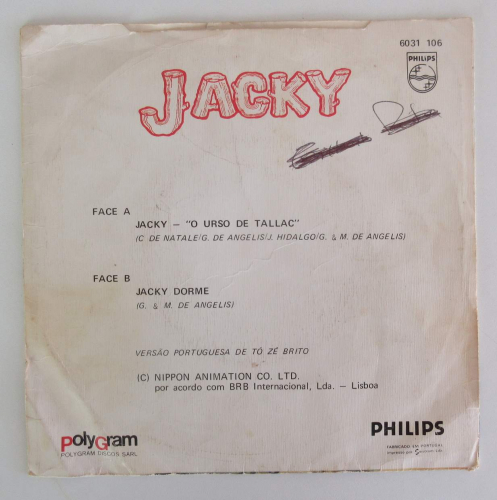 6031 106
PHILIPS
JACKY
FACE A
JACKY — "O URSO DE TALLAC"
(C DE NATALE/G. DE ANGELIS/J. HIDALGO/G. & M. DE ANGELIS)
FACE B
JACKY DORME
(G. & M. DE ANGELIS)
VERSÃO PORTUGUESA DE TÓ ZÉ BRITO
(C) NIPPON ANIMATION CO. LTD.
por acordo com BRB Internacional, Lda. — Lisboa
PolyGram
POLYGRAM DISCOS SARL
PHILIPS
FABRICADO EM PORTUGAL